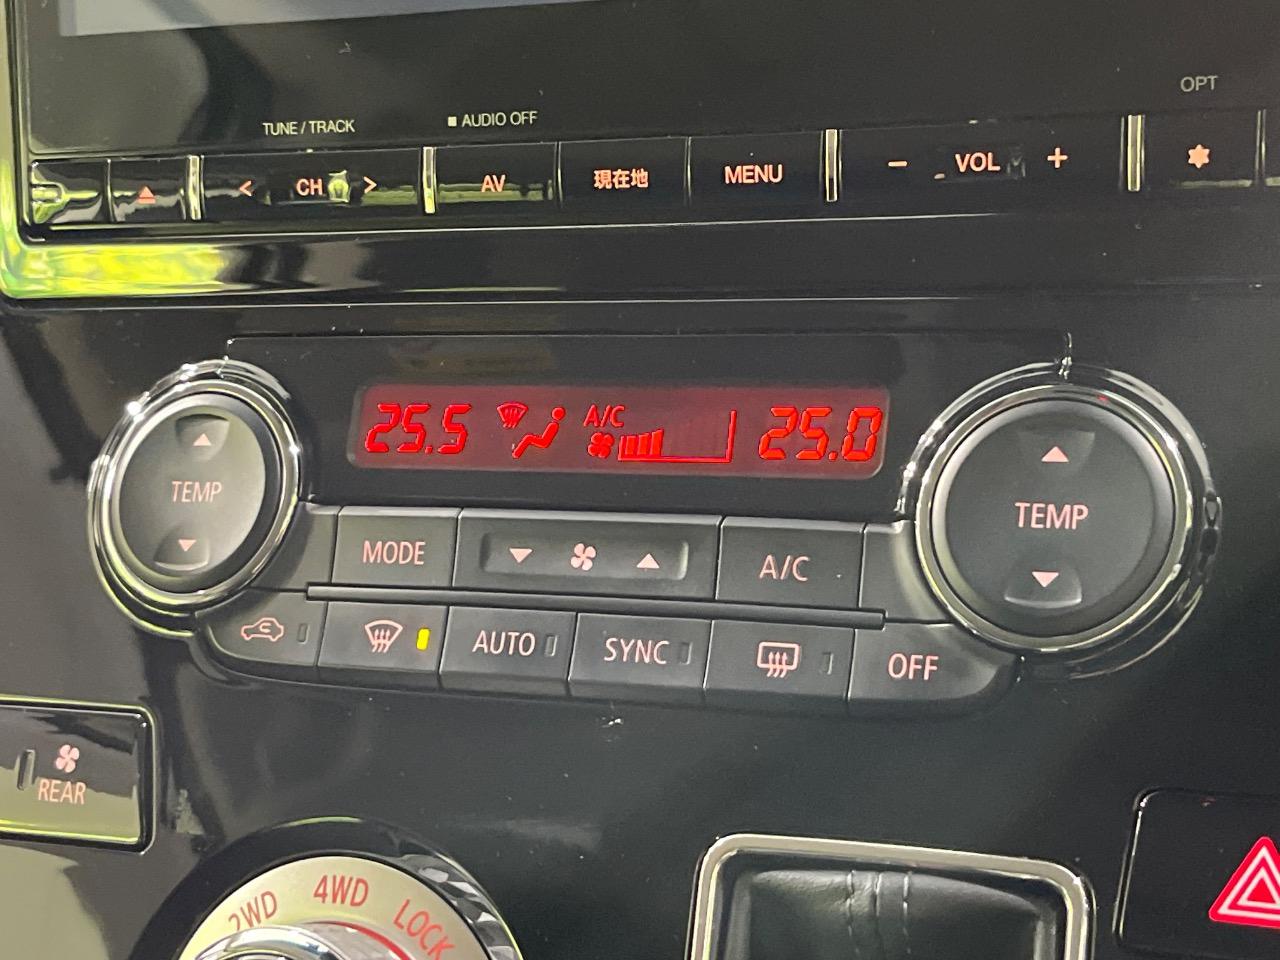 OPT
TUNE / TRACK
■ AUDIO OFF
< CH >
AV
現在地
MENU
− VOL +
25.5
A/C
25.0
TEMP
TEMP
MODE
A/C
AUTO
SYNC
OFF
REAR
2WD
4WD
LOCK